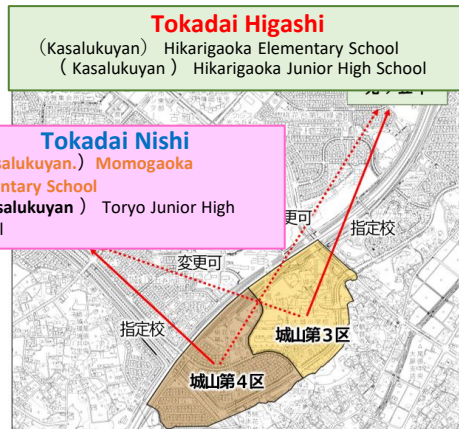 Tokadai Higashi
（Kasalukuyan） Hikarigaoka Elementary School
（ Kasalukuyan ） Hikarigaoka Junior High School
Tokadai Nishi
salukuyan.） Momogaoka
entary School
salukuyan ） Toryo Junior High
更可
指定校
変更可
指定校
城山第３区
城山第４区